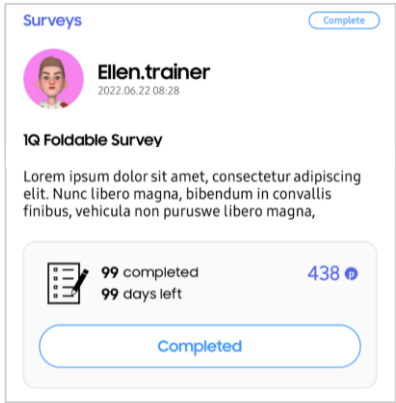 Surveys
Complete
Ellen.trainer
2022.06.22 08:28
1Q Foldable Survey
Lorem ipsum dolor sit amet, consectetur adipiscing
elit. Nunc libero magna, bibendum in convallis
finibus, vehicula non puruswe libero magna,
99 completed
438 p
99 days left
Completed